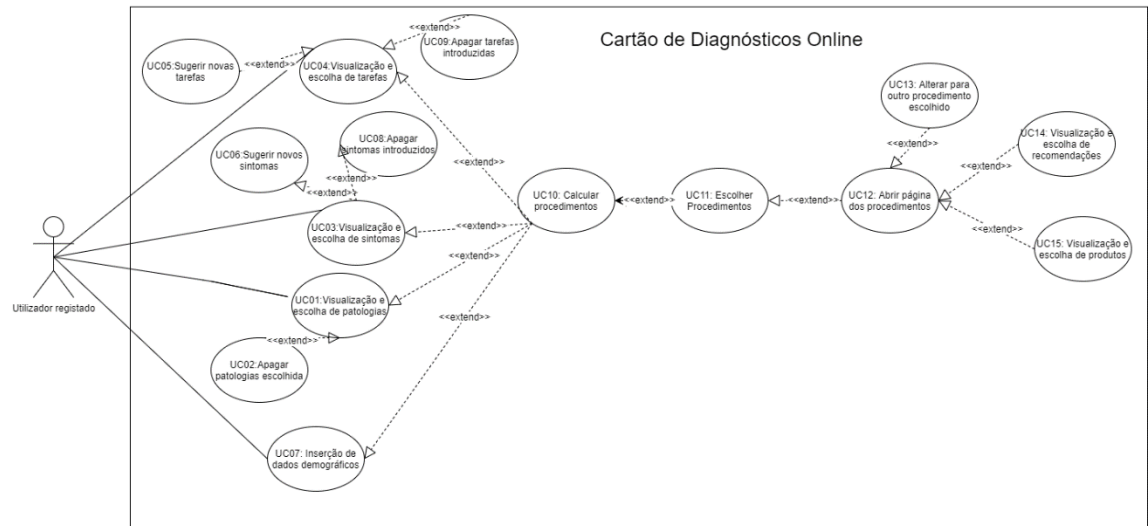 Cartão de Diagnósticos Online
<<extend>>
UC09:Apagar tarefas
introduzidas
<<extend>>
UC05:Sugerir novas
tarefas
<<extend>>
UC04:Visualização e
escolha de tarefas
UC13: Alterar para
outro procedimento
escolhido
UC08:Apagar
sintomas introduzidos
UC14: Visualização e
escolha de
recomendações
UC06:Sugerir novos
sintomas
<<extend>>
<<extend>>
<<extend>>
<<extend>>
<<extend>>
UC10: Calcular
procedimentos
<<extend>>
UC11: Escolher
Procedimentos
<<extend>>
UC12: Abrir página
dos procedimentos
UC03:Visualização e
escolha de sintomas
<<extend>>
<<extend>>
<<extend>>
UC15: Visualização e
escolha de produtos
UC01:Visualização e
escolha de patologias
Utilizador registado
<<extend>>
<<extend>>
UC02:Apagar
patologias escolhida
UC07: Inserção de
dados demográficos